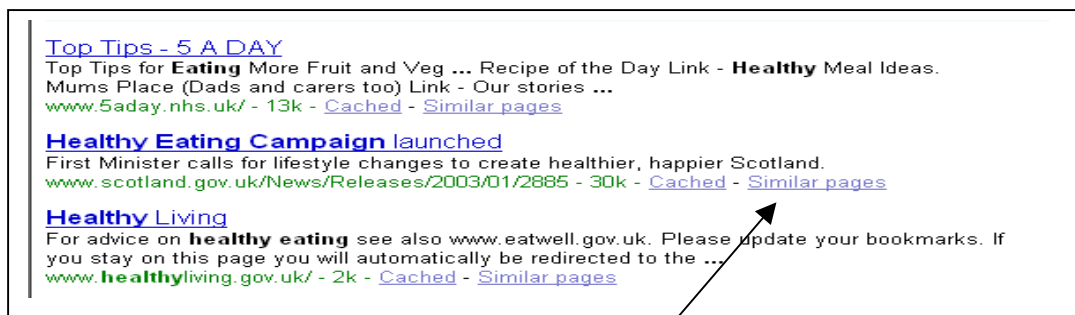 Top Tips - 5 A DAY
Top Tips for Eating More Fruit and Veg ... Recipe of the Day Link - Healthy Meal Ideas.
Mums Place (Dads and carers too) Link - Our stories ...
www.5aday.nhs.uk/ - 13k - Cached - Similar pages
Healthy Eating Campaign launched
First Minister calls for lifestyle changes to create healthier, happier Scotland.
www.scotland.gov.uk/News/Releases/2003/01/2885 - 30k - Cached - Similar pages
Healthy Living
For advice on healthy eating see also www.eatwell.gov.uk. Please update your bookmarks. If
you stay on this page you will automatically be redirected to the ...
www.healthyliving.gov.uk/ - 2k - Cached - Similar pages